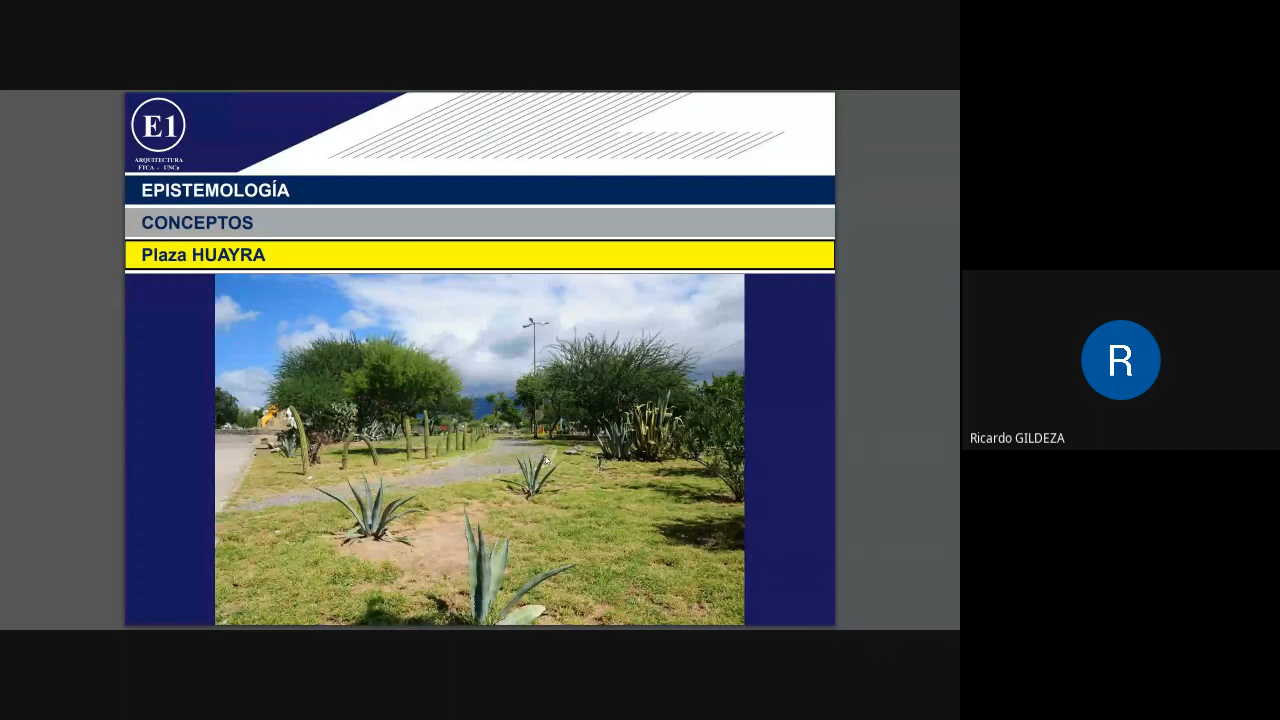 E1
ARQUITECTURA
FTCA - UNCa
EPISTEMOLOGÍA
CONCEPTOS
Plaza HUAYRA
R
Ricardo GILDEZA